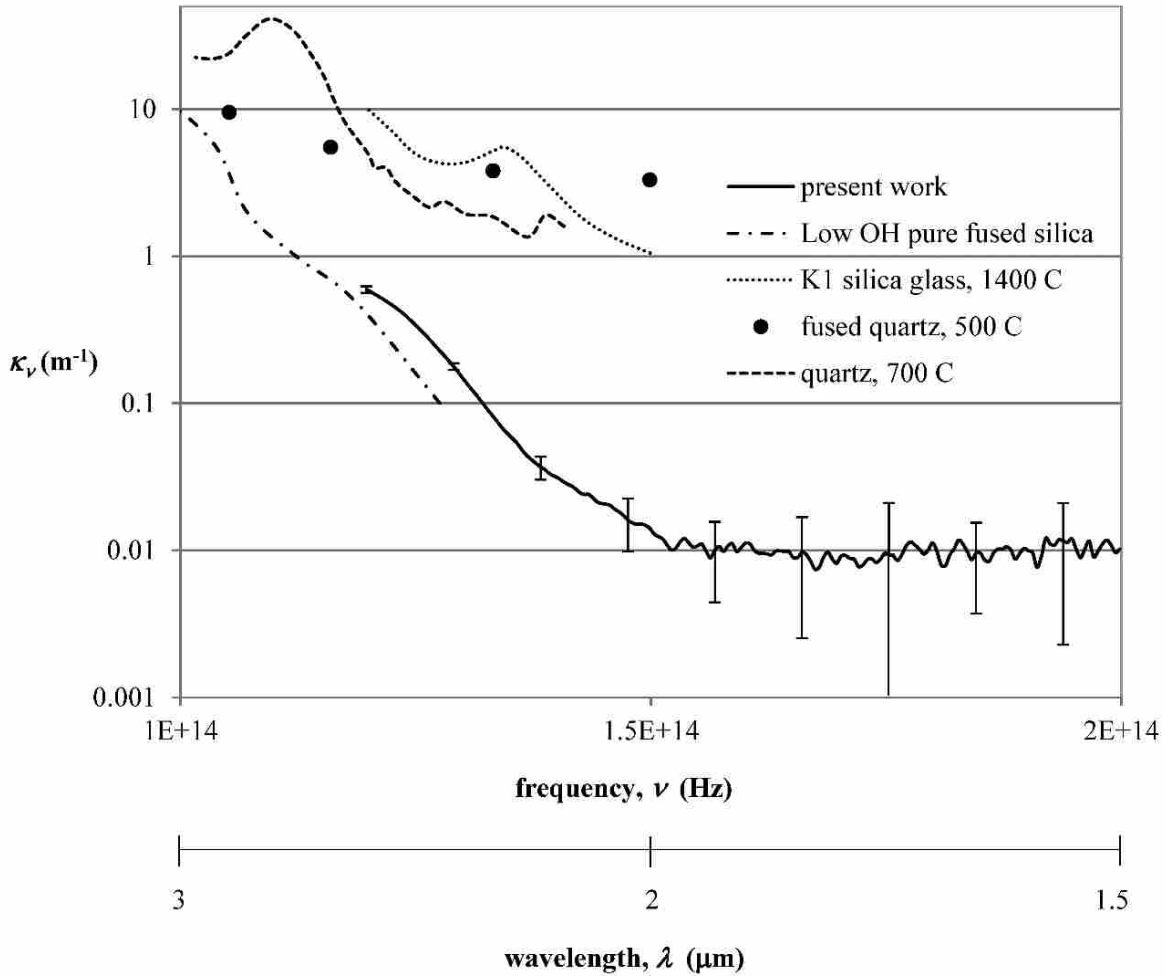 10
1
0.1
0.01
0.001
κν (m⁻¹)
present work
Low OH pure fused silica
K1 silica glass, 1400 C
fused quartz, 500 C
quartz, 700 C
1E+14 1.5E+14 2E+14
frequency, ν (Hz)
3 2 1.5
wavelength, λ (μm)